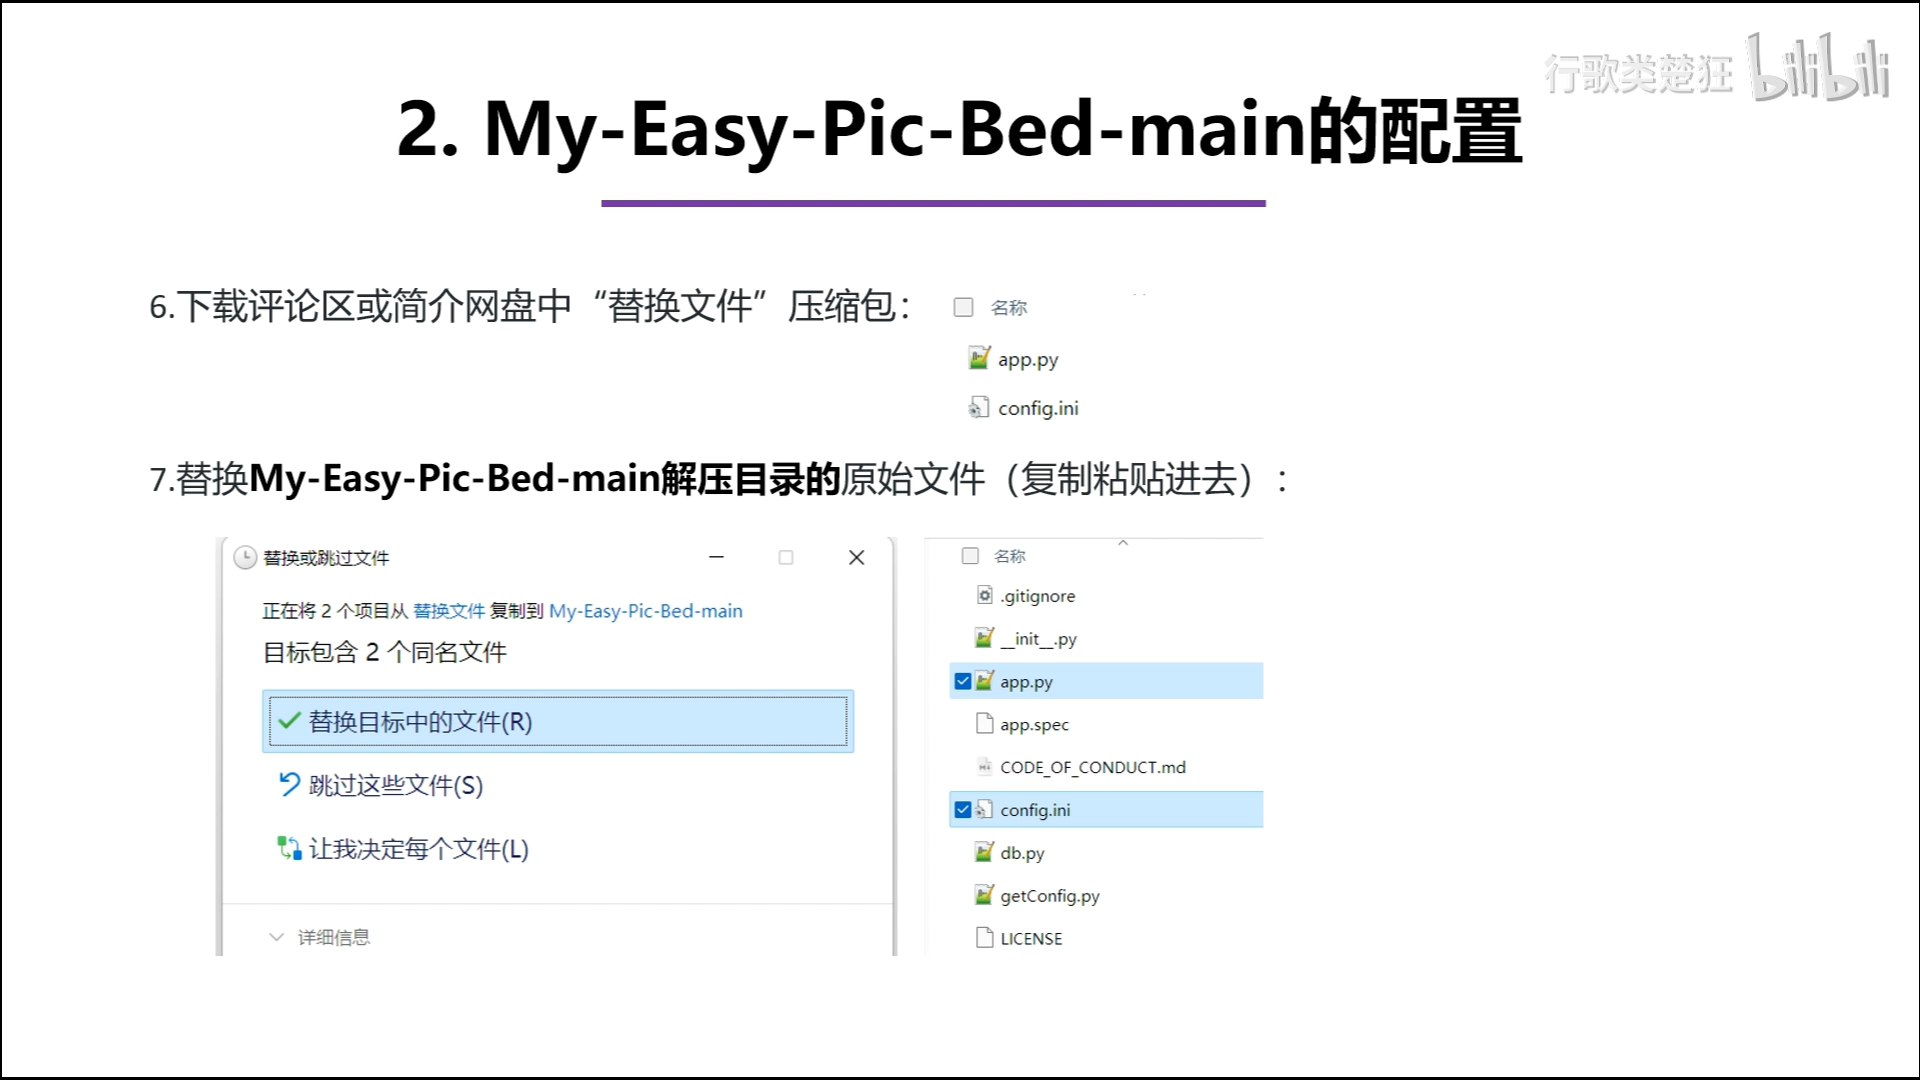 行歌类楚狂 bilibili
2. My-Easy-Pic-Bed-main的配置
6.下载评论区或简介网盘中“替换文件”压缩包：
名称
app.py
config.ini
7.替换My-Easy-Pic-Bed-main解压目录的原始文件（复制粘贴进去）：
替换或跳过文件
正在将 2 个项目从 替换文件 复制到 My-Easy-Pic-Bed-main
目标包含 2 个同名文件
替换目标中的文件(R)
跳过这些文件(S)
让我决定每个文件(L)
详细信息
名称
.gitignore
__init__.py
app.py
app.spec
CODE_OF_CONDUCT.md
config.ini
db.py
getConfig.py
LICENSE